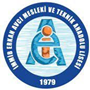 İZMİR ERKAN AVCI MESLEKİ VE TEKNİK ANADOLU LİSESİ
1979